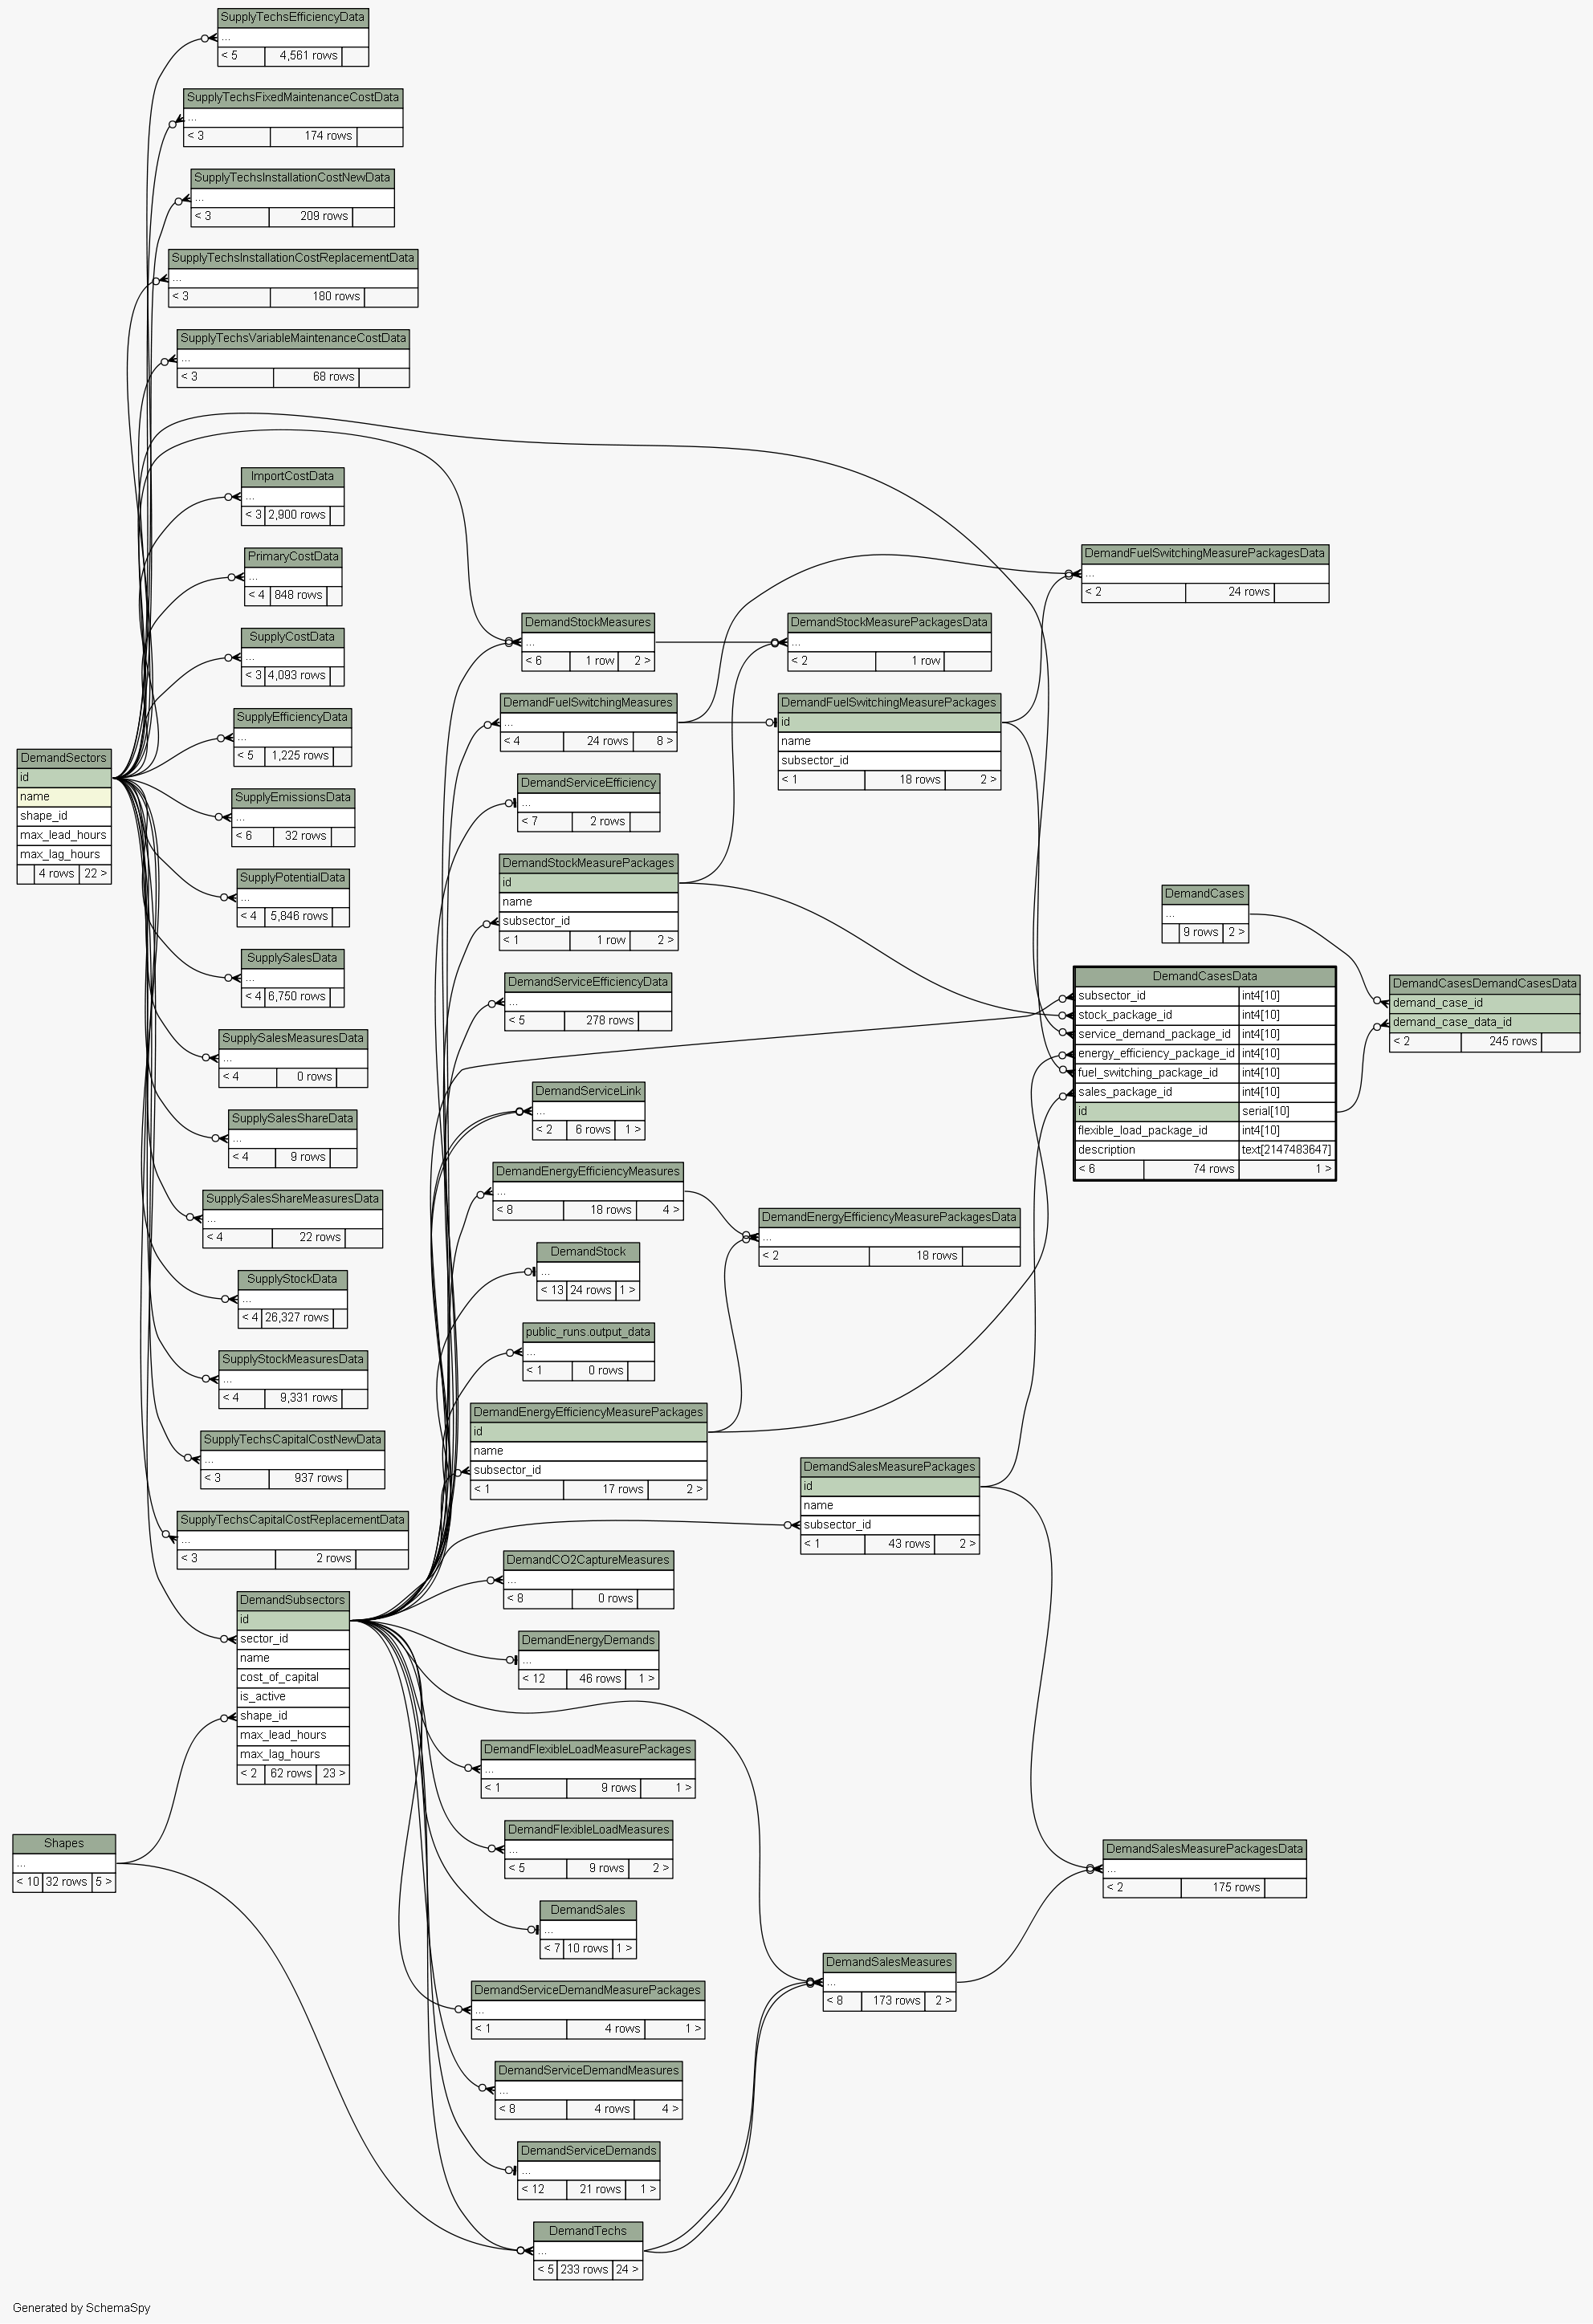 SupplyTechsEfficiencyData
...
< 5 4,561 rows
SupplyTechsFixedMaintenanceCostData
...
< 3 174 rows
SupplyTechsInstallationCostNewData
...
< 3 209 rows
SupplyTechsInstallationCostReplacementData
...
< 3 180 rows
SupplyTechsVariableMaintenanceCostData
...
< 3 68 rows
ImportCostData
...
< 3 2,900 rows
PrimaryCostData
...
< 4 848 rows
SupplyCostData
...
< 3 4,093 rows
SupplyEfficiencyData
...
< 5 1,225 rows
DemandSectors
id
name
shape_id
max_lead_hours
max_lag_hours
4 rows 22 >
SupplyEmissionsData
...
< 6 32 rows
SupplyPotentialData
...
< 4 5,846 rows
SupplySalesData
...
< 4 6,750 rows
SupplySalesMeasuresData
...
< 4 0 rows
SupplySalesShareData
...
< 4 9 rows
SupplySalesShareMeasuresData
...
< 4 22 rows
SupplyStockData
...
< 4 26,327 rows
SupplyStockMeasuresData
...
< 4 9,331 rows
SupplyTechsCapitalCostNewData
...
< 3 937 rows
SupplyTechsCapitalCostReplacementData
...
< 3 2 rows
DemandSubsectors
id
sector_id
name
cost_of_capital
is_active
shape_id
max_lead_hours
max_lag_hours
< 2 62 rows 23 >
Shapes
...
< 10 32 rows 5 >
DemandStockMeasures
...
< 6 1 row 2 >
DemandFuelSwitchingMeasures
...
< 4 24 rows 8 >
DemandServiceEfficiency
...
< 7 2 rows
DemandStockMeasurePackages
id
name
subsector_id
< 1 1 row 2 >
DemandServiceEfficiencyData
...
< 5 278 rows
DemandServiceLink
...
< 2 6 rows 1 >
DemandEnergyEfficiencyMeasures
...
< 8 18 rows 4 >
DemandStock
...
< 13 24 rows 1 >
public_runs.output_data
...
< 1 0 rows
DemandEnergyEfficiencyMeasurePackages
id
name
subsector_id
< 1 17 rows 2 >
DemandCO2CaptureMeasures
...
< 8 0 rows
DemandEnergyDemands
...
< 12 46 rows 1 >
DemandFlexibleLoadMeasurePackages
...
< 1 9 rows 1 >
DemandFlexibleLoadMeasures
...
< 5 9 rows 2 >
DemandSales
...
< 7 10 rows 1 >
DemandServiceDemandMeasurePackages
...
< 1 4 rows 1 >
DemandServiceDemandMeasures
...
< 8 4 rows 4 >
DemandServiceDemands
...
< 12 21 rows 1 >
DemandTechs
...
< 5 233 rows 24 >
DemandStockMeasurePackagesData
...
< 2 1 row
DemandFuelSwitchingMeasurePackages
id
name
subsector_id
< 1 18 rows 2 >
DemandEnergyEfficiencyMeasurePackagesData
...
< 2 18 rows
DemandSalesMeasurePackages
id
name
subsector_id
< 1 43 rows 2 >
DemandSalesMeasures
...
< 8 173 rows 2 >
DemandFuelSwitchingMeasurePackagesData
...
< 2 24 rows
DemandCases
...
9 rows 2 >
DemandCasesData
subsector_id int4[10]
stock_package_id int4[10]
service_demand_package_id int4[10]
energy_efficiency_package_id int4[10]
fuel_switching_package_id int4[10]
sales_package_id int4[10]
id serial[10]
flexible_load_package_id int4[10]
description text[2147483647]
< 6 74 rows 1 >
DemandSalesMeasurePackagesData
...
< 2 175 rows
DemandCasesDemandCasesData
demand_case_id
demand_case_data_id
< 2 245 rows
Generated by SchemaSpy